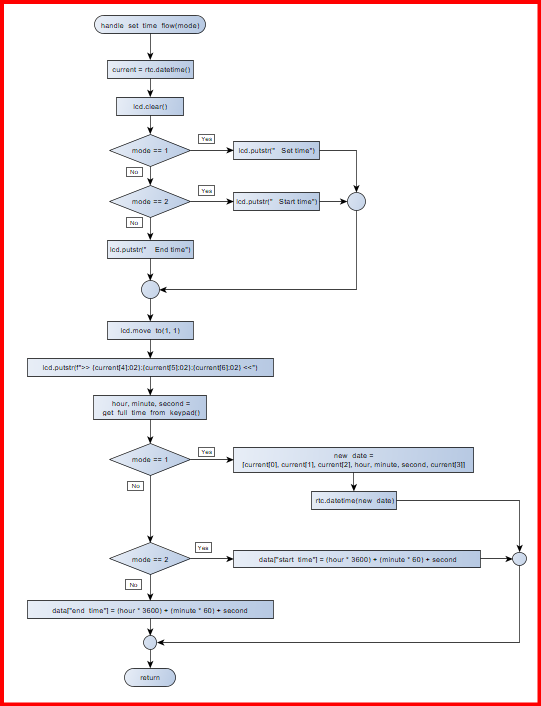 handle set time flow(mode)
current = rtc.datetime()
lcd.clear()
mode == 1
Yes
lcd.putstr("   Set time")
No
mode == 2
Yes
lcd.putstr("   Start time")
No
lcd.putstr("    End time")
lcd.move to(1, 1)
lcd.putstr(f">> {current[4]:02}:{current[5]:02}:{current[6]:02} <<")
hour, minute, second =
get full time from keypad()
mode == 1
Yes
new date =
[current[0], current[1], current[2], hour, minute, second, current[3]]
No
rtc.datetime(new date)
mode == 2
Yes
data["start time"] = (hour * 3600) + (minute * 60) + second
No
data["end time"] = (hour * 3600) + (minute * 60) + second
return